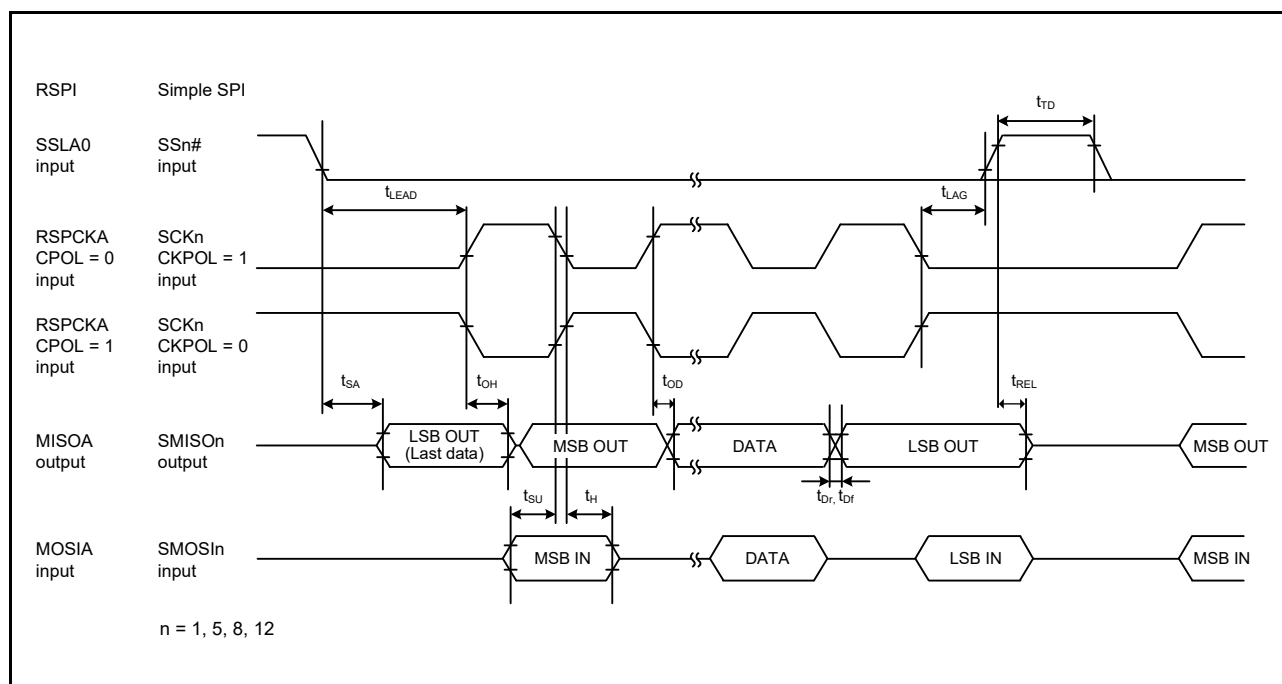 RSPI Simple SPI
tTD
SSLA0 SSn#
input input
tLEAD tLAG
RSPCKA SCKn
CPOL = 0 CKPOL = 1
input input
RSPCKA SCKn
CPOL = 1 CKPOL = 0
input input
tSA tOH tOD tREL
MISOA SMISOn
output output
LSB OUT
(Last data)
MSB OUT DATA LSB OUT MSB OUT
tSU tH tDr, tDf
MOSIA SMOSIn
input input
MSB IN DATA LSB IN MSB IN
n = 1, 5, 8, 12